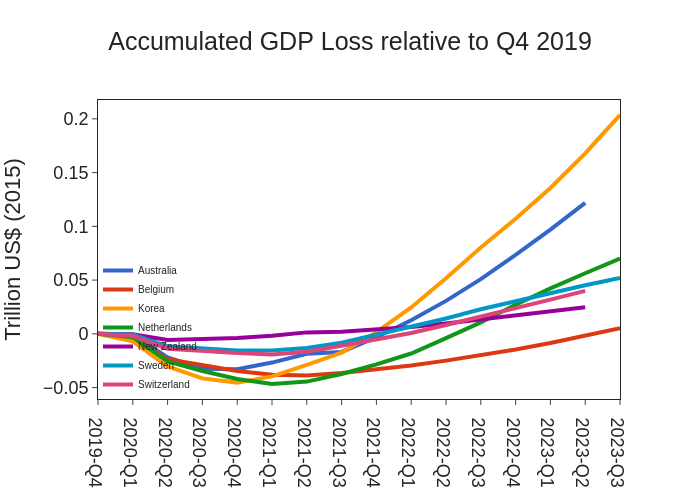 Accumulated GDP Loss relative to Q4 2019
Trillion US$ (2015)
0.2
0.15
0.1
0.05
0
−0.05
Australia
Belgium
Korea
Netherlands
New Zealand
Sweden
Switzerland
2019-Q4
2020-Q1
2020-Q2
2020-Q3
2020-Q4
2021-Q1
2021-Q2
2021-Q3
2021-Q4
2022-Q1
2022-Q2
2022-Q3
2022-Q4
2023-Q1
2023-Q2
2023-Q3